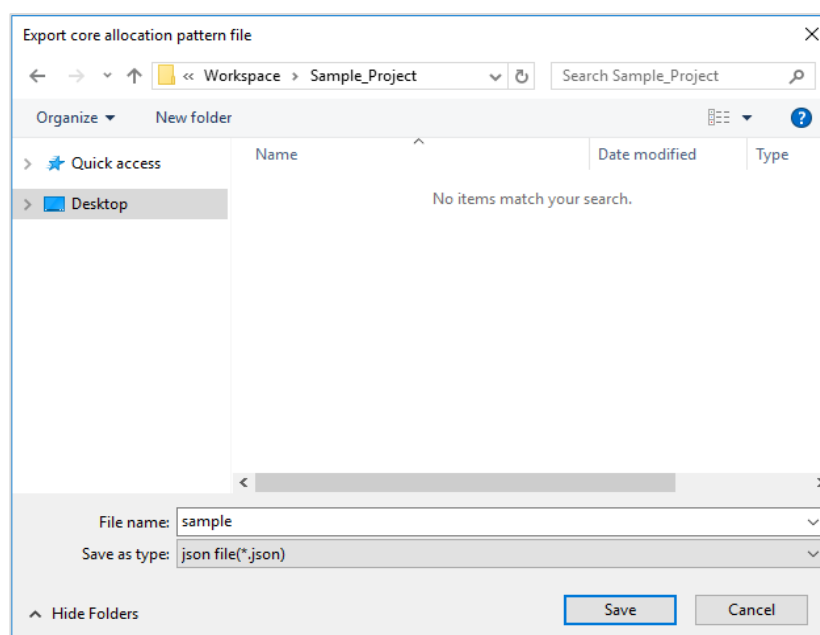 Export core allocation pattern file
« Workspace > Sample_Project
Search Sample_Project
Organize
New folder
?
Quick access
Desktop
Name
Date modified
Type
No items match your search.
File name: sample
Save as type: json file(*.json)
Hide Folders
Save
Cancel